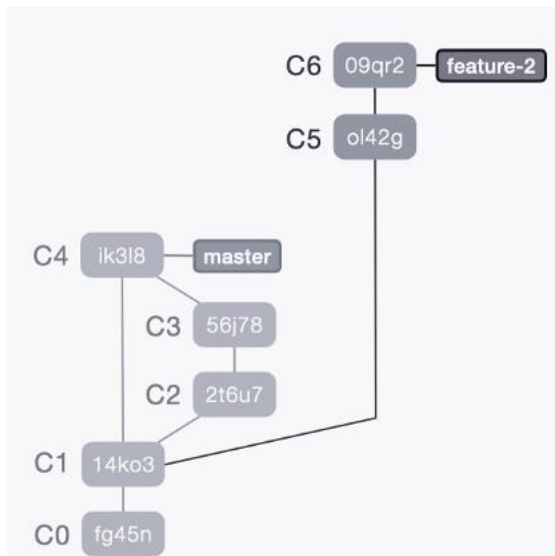 C6 09qr2 feature-2
C5 ol42g
C4 ik3l8 master
C3 56j78
C2 2t6u7
C1 14ko3
C0 fg45n